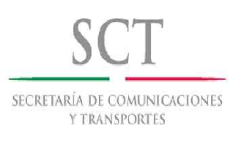 SCT
SECRETARÍA DE COMUNICACIONES
Y TRANSPORTES